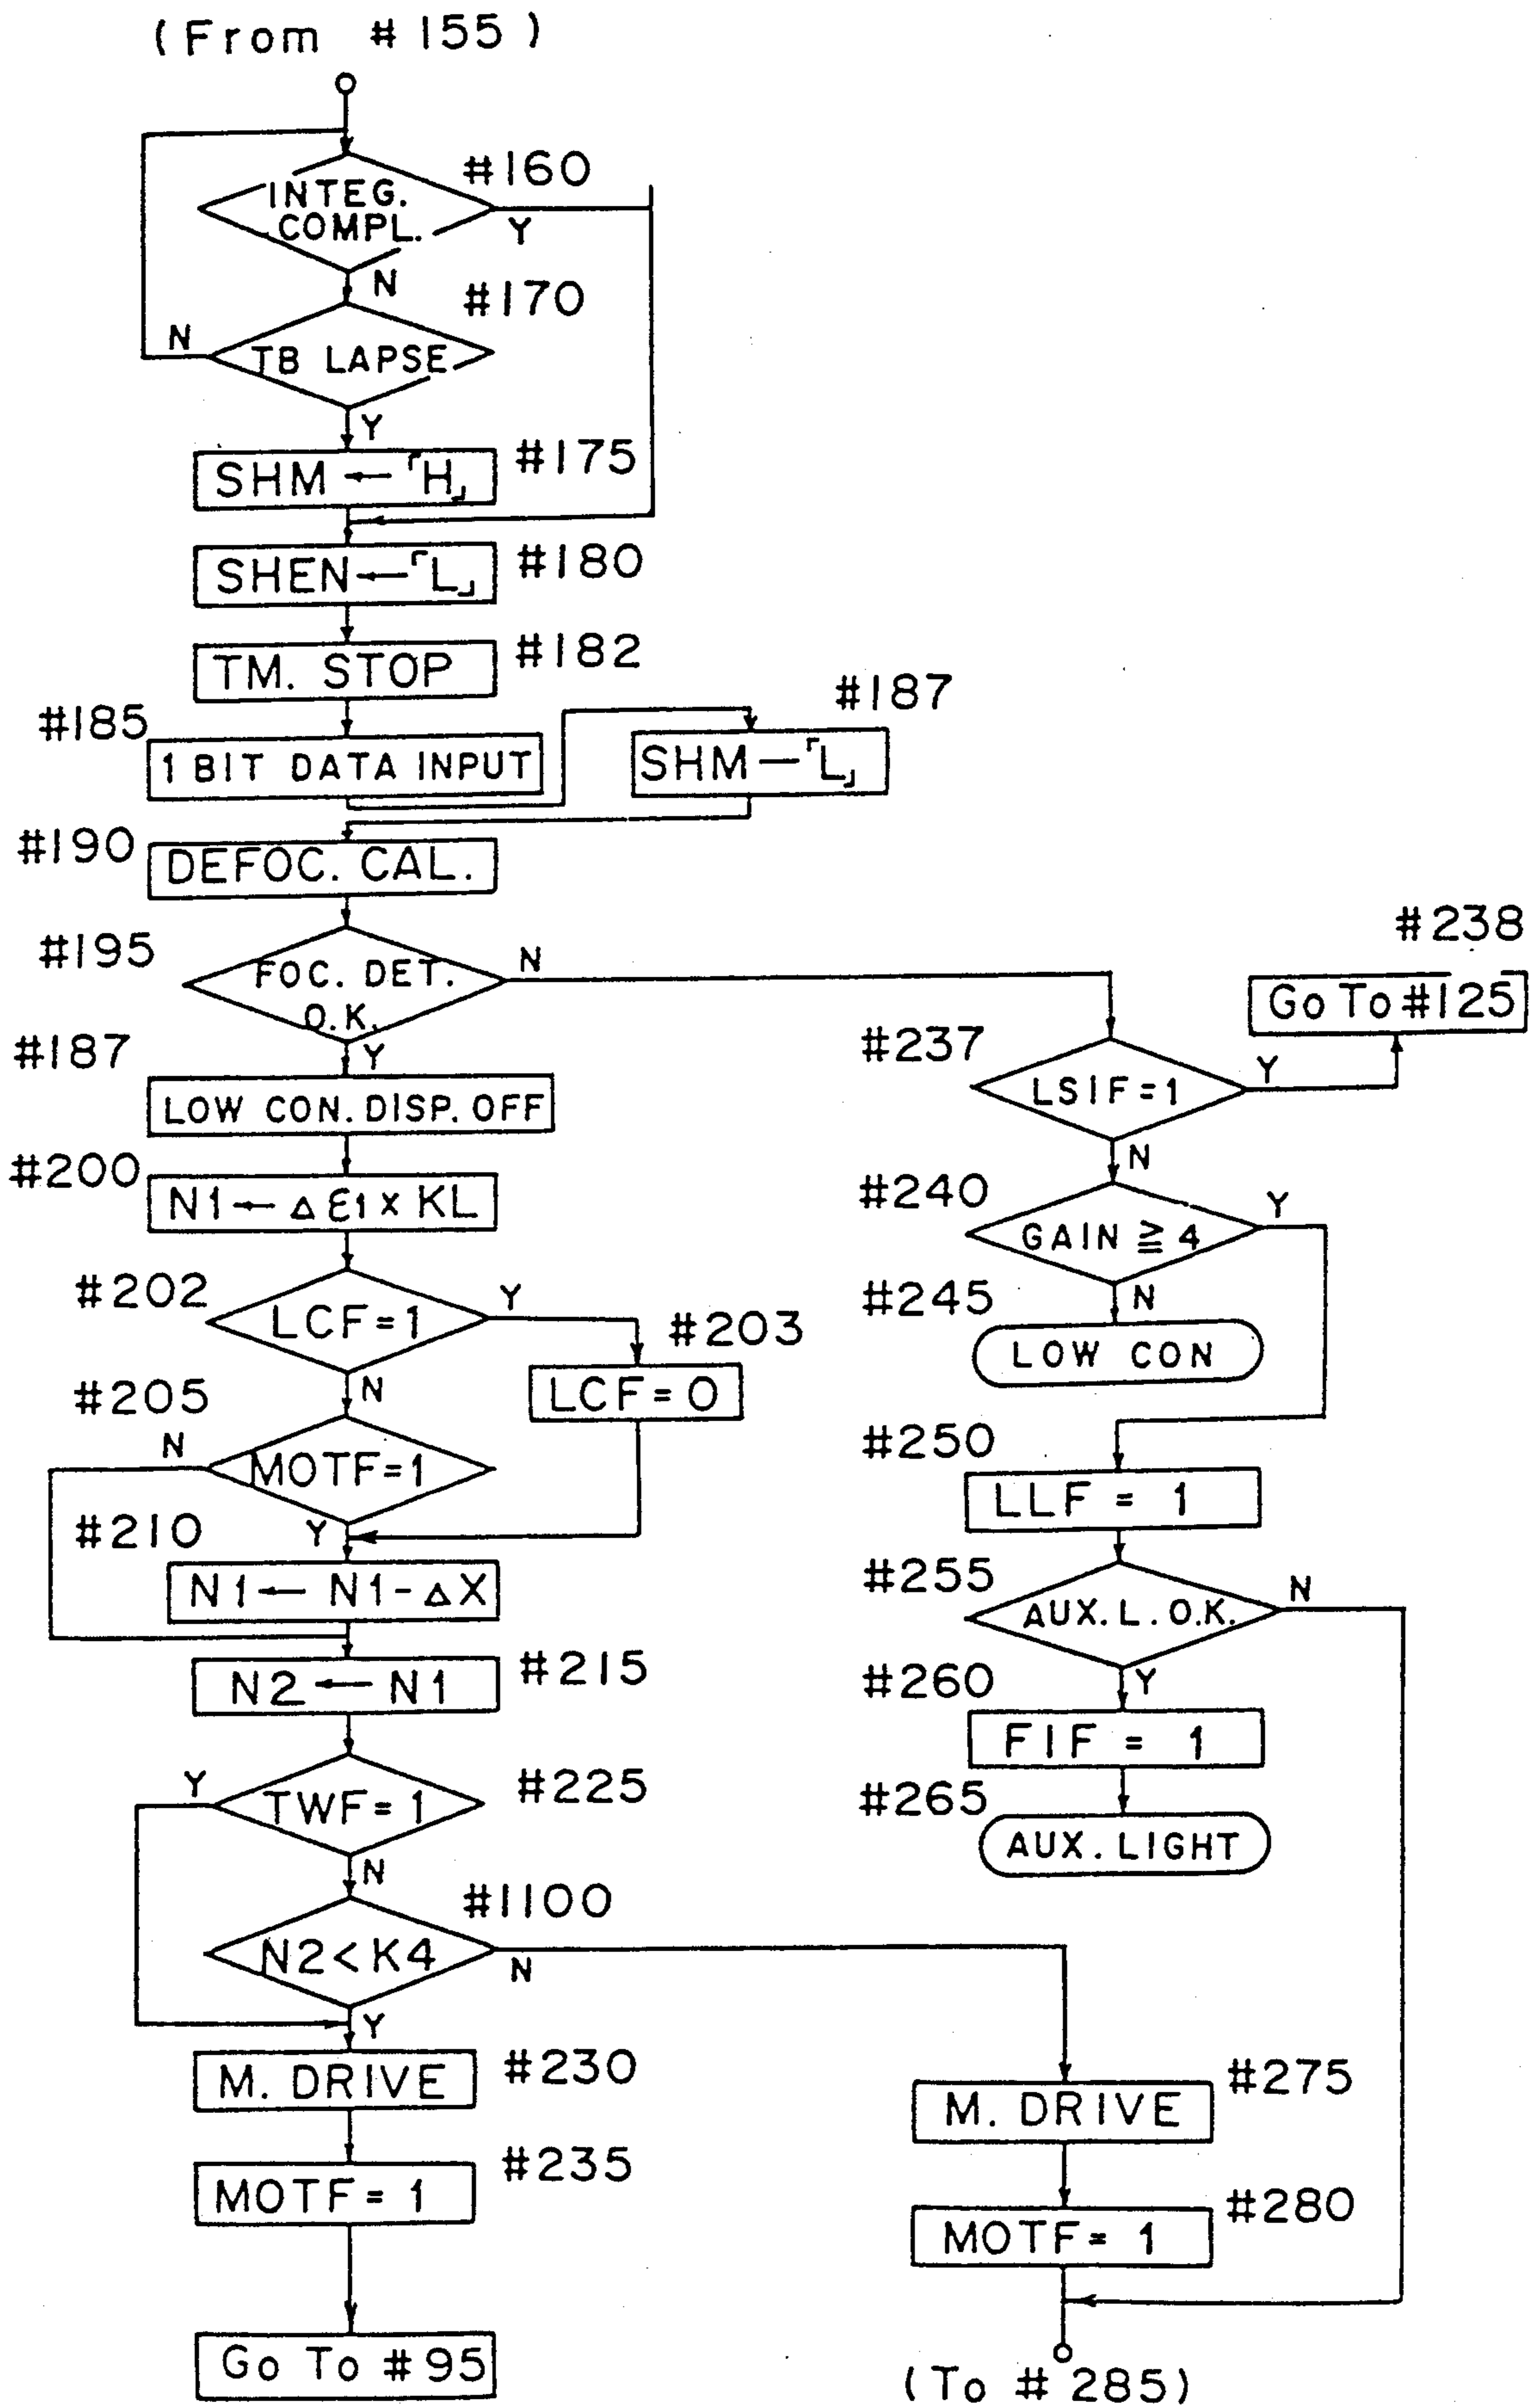 (From #155)
#160
INTEG.
COMPL.
Y
N
#170
N
TB LAPSE
Y
#175
SHM ← 「H」
#180
SHEN ← 「L」
#182
TM. STOP
#187
#185
1 BIT DATA INPUT
SHM — 「L」
#190
DEFOC. CAL.
#195
FOC. DET.
O.K.
N
Y
#238
Go To #125
#187
LOW CON. DISP. OFF
#237
LSIF=1
Y
N
#200
N1 ← Δ ε1 x KL
#240
GAIN ≧ 4
Y
N
#202
LCF=1
Y
N
#203
LCF=0
#245
LOW CON
#205
MOTF=1
N
Y
#250
LLF = 1
#210
N1 ← N1-ΔX
#255
AUX. L. O.K.
N
Y
#215
N2 ← N1
#260
FIF = 1
#225
TWF=1
Y
N
#265
AUX. LIGHT
#1100
N2<K4
N
Y
#230
M. DRIVE
#275
M. DRIVE
#235
MOTF=1
#280
MOTF=1
Go To #95
(To #285)